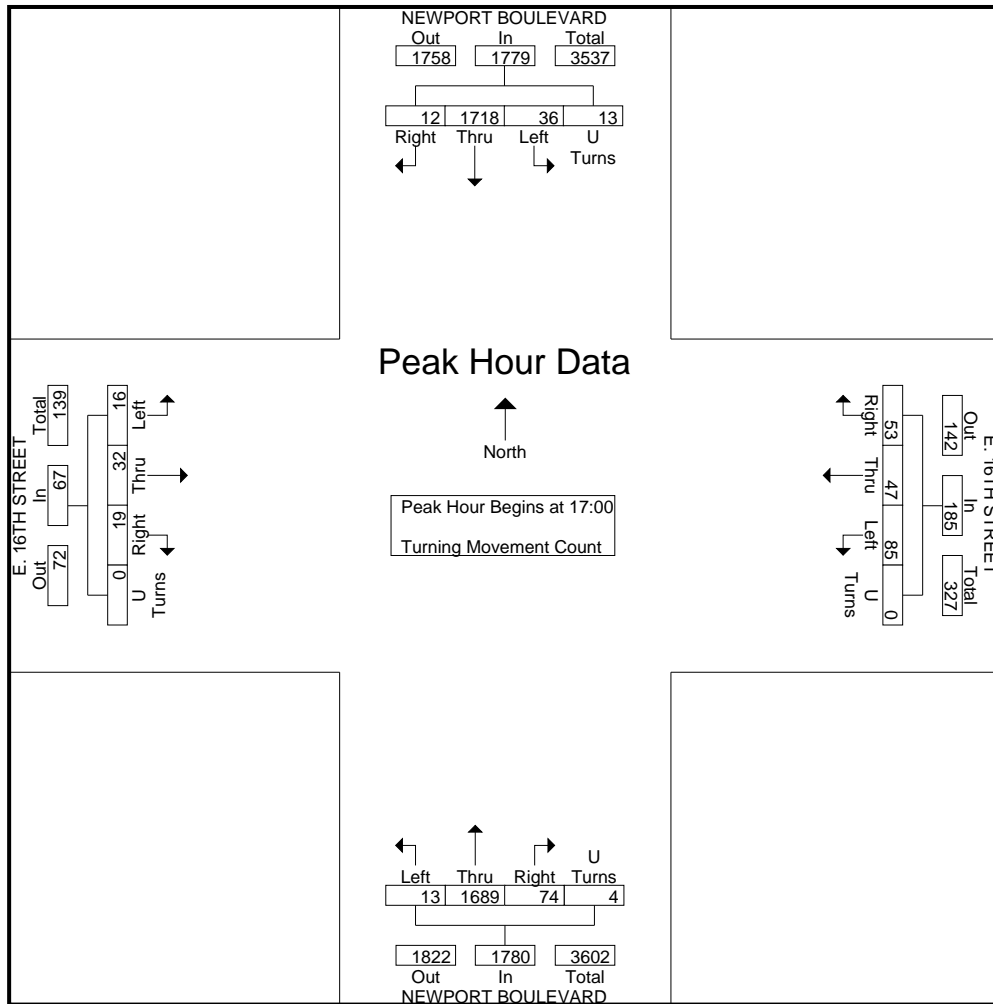 NEWPORT BOULEVARD
Out In Total
1758 1779 3537
12 1718 36 13
Right Thru Left U
Turns
Peak Hour Data
North
Peak Hour Begins at 17:00
Turning Movement Count
E. 16TH STREET
Total In Out
139 67 72
16 32 19 0
Left Thru Right U
Turns
E. 16TH STREET
Out In Total
142 185 327
53 47 85 0
Right Thru Left U
Turns
U
Left Thru Right Turns
13 1689 74 4
1822 1780 3602
Out In Total
NEWPORT BOULEVARD